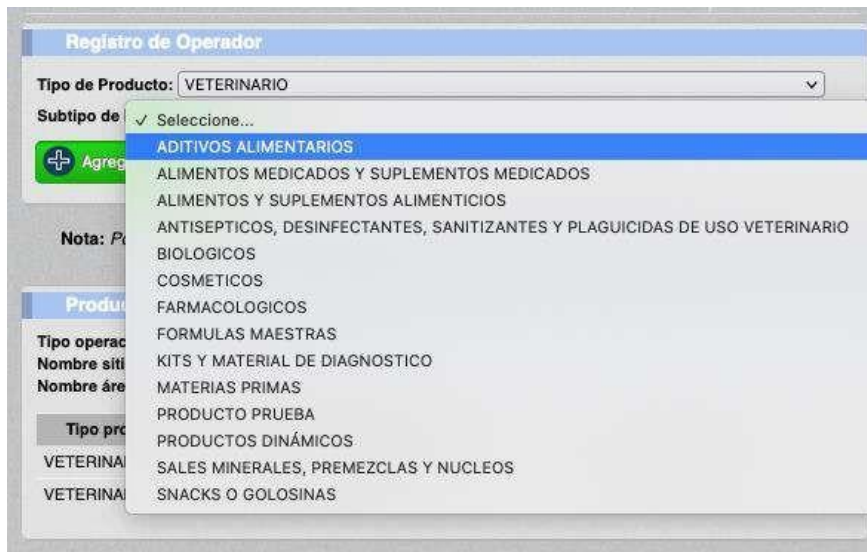 Registro de Operador
Tipo de Producto: VETERINARIO
Subtipo de
✓ Seleccione...
ADITIVOS ALIMENTARIOS
Agreg
ALIMENTOS MEDICADOS Y SUPLEMENTOS MEDICADOS
ALIMENTOS Y SUPLEMENTOS ALIMENTICIOS
ANTISEPTICOS, DESINFECTANTES, SANITIZANTES Y PLAGUICIDAS DE USO VETERINARIO
Nota: Po
BIOLOGICOS
COSMETICOS
FARMACOLOGICOS
Produ
FORMULAS MAESTRAS
Tipo operac
KITS Y MATERIAL DE DIAGNOSTICO
Nombre siti
Nombre áre
MATERIAS PRIMAS
PRODUCTO PRUEBA
Tipo pro
PRODUCTOS DINÁMICOS
VETERINA
SALES MINERALES, PREMEZCLAS Y NUCLEOS
VETERINA
SNACKS O GOLOSINAS